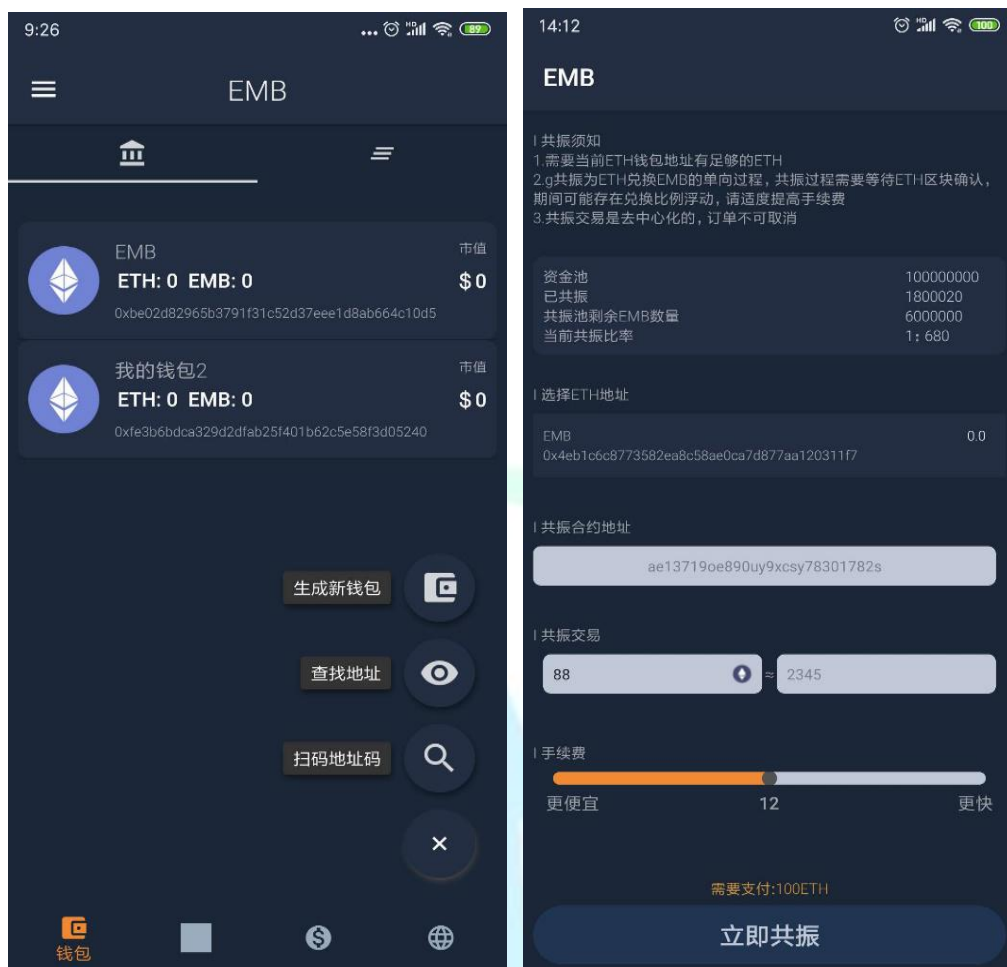 9:26
89
EMB
EMB
市值
ETH: 0 EMB: 0
$0
0xbe02d82965b3791f31c52d37eee1d8ab664c10d5
我的钱包2
市值
ETH: 0 EMB: 0
$0
0xfe3b6bdca329d2dfab25f401b62c5e58f3d05240
生成新钱包
查找地址
扫码地址码
钱包
14:12
100
EMB
共振须知
1.需要当前ETH钱包地址有足够的ETH
2.g共振为ETH兑换EMB的单向过程，共振过程需要等待ETH区块确认，
期间可能存在兑换比例浮动，请适度提高手续费
3.共振交易是去中心化的，订单不可取消
资金池 100000000
已共振 1800020
共振池剩余EMB数量 6000000
当前共振比率 1：680
选择ETH地址
EMB 0.0
0x4eb1c6c8773582ea8c58ae0ca7d877aa120311f7
共振合约地址
ae13719oe890uy9xcsy78301782s
共振交易
88 ≈ 2345
手续费
更便宜 12 更快
需要支付:100ETH
立即共振